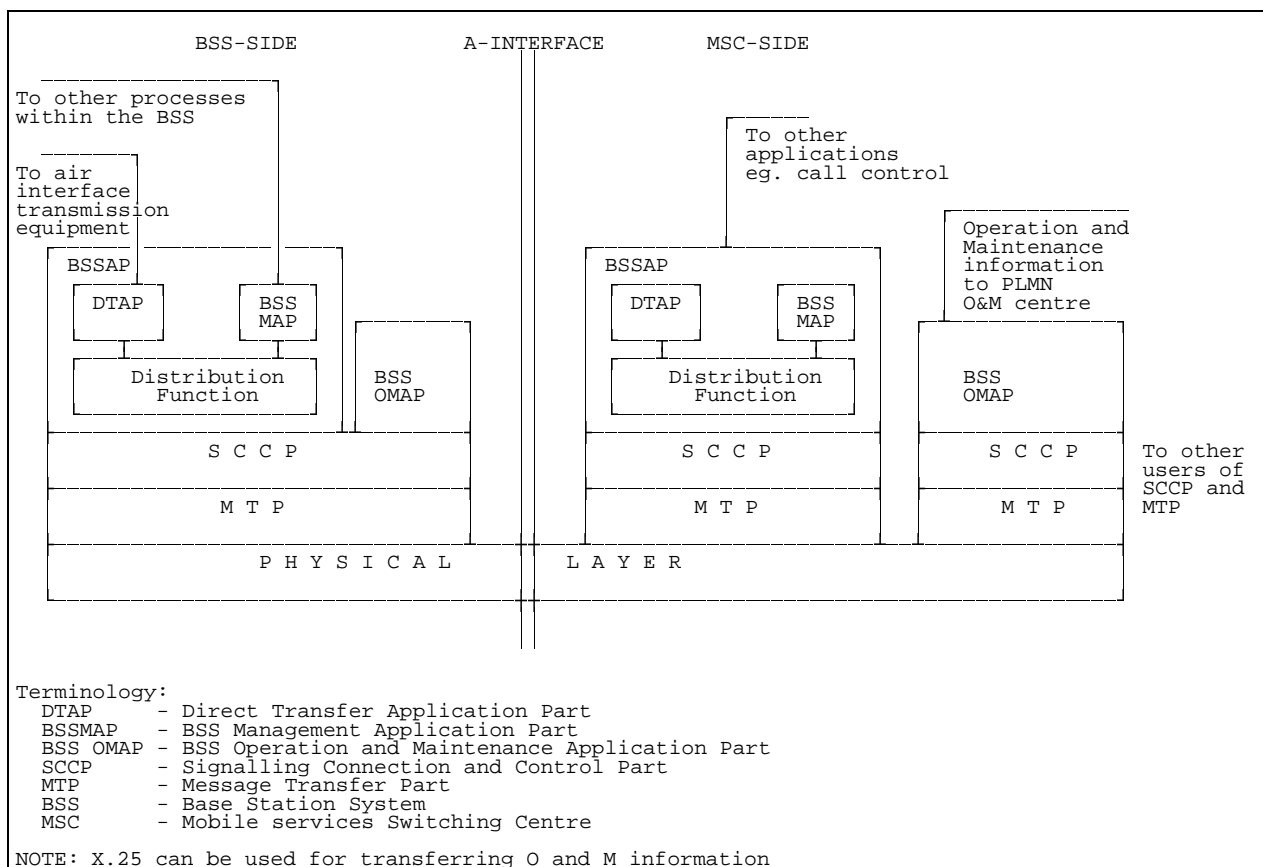 BSS-SIDE A-INTERFACE MSC-SIDE
To other processes
within the BSS
To other
applications
eg. call control
To air
interface
transmission
equipment
Operation and
Maintenance
information
to PLMN
O&M centre
BSSAP
DTAP
BSS
MAP
Distribution
Function
BSS
OMAP
BSSAP
DTAP
BSS
MAP
Distribution
Function
BSS
OMAP
S C C P
S C C P
S C C P
M T P
M T P
M T P
To other
users of
SCCP and
MTP
P H Y S I C A L L A Y E R
Terminology:
DTAP - Direct Transfer Application Part
BSSMAP - BSS Management Application Part
BSS OMAP - BSS Operation and Maintenance Application Part
SCCP - Signalling Connection and Control Part
MTP - Message Transfer Part
BSS - Base Station System
MSC - Mobile services Switching Centre
NOTE: X.25 can be used for transferring O and M information